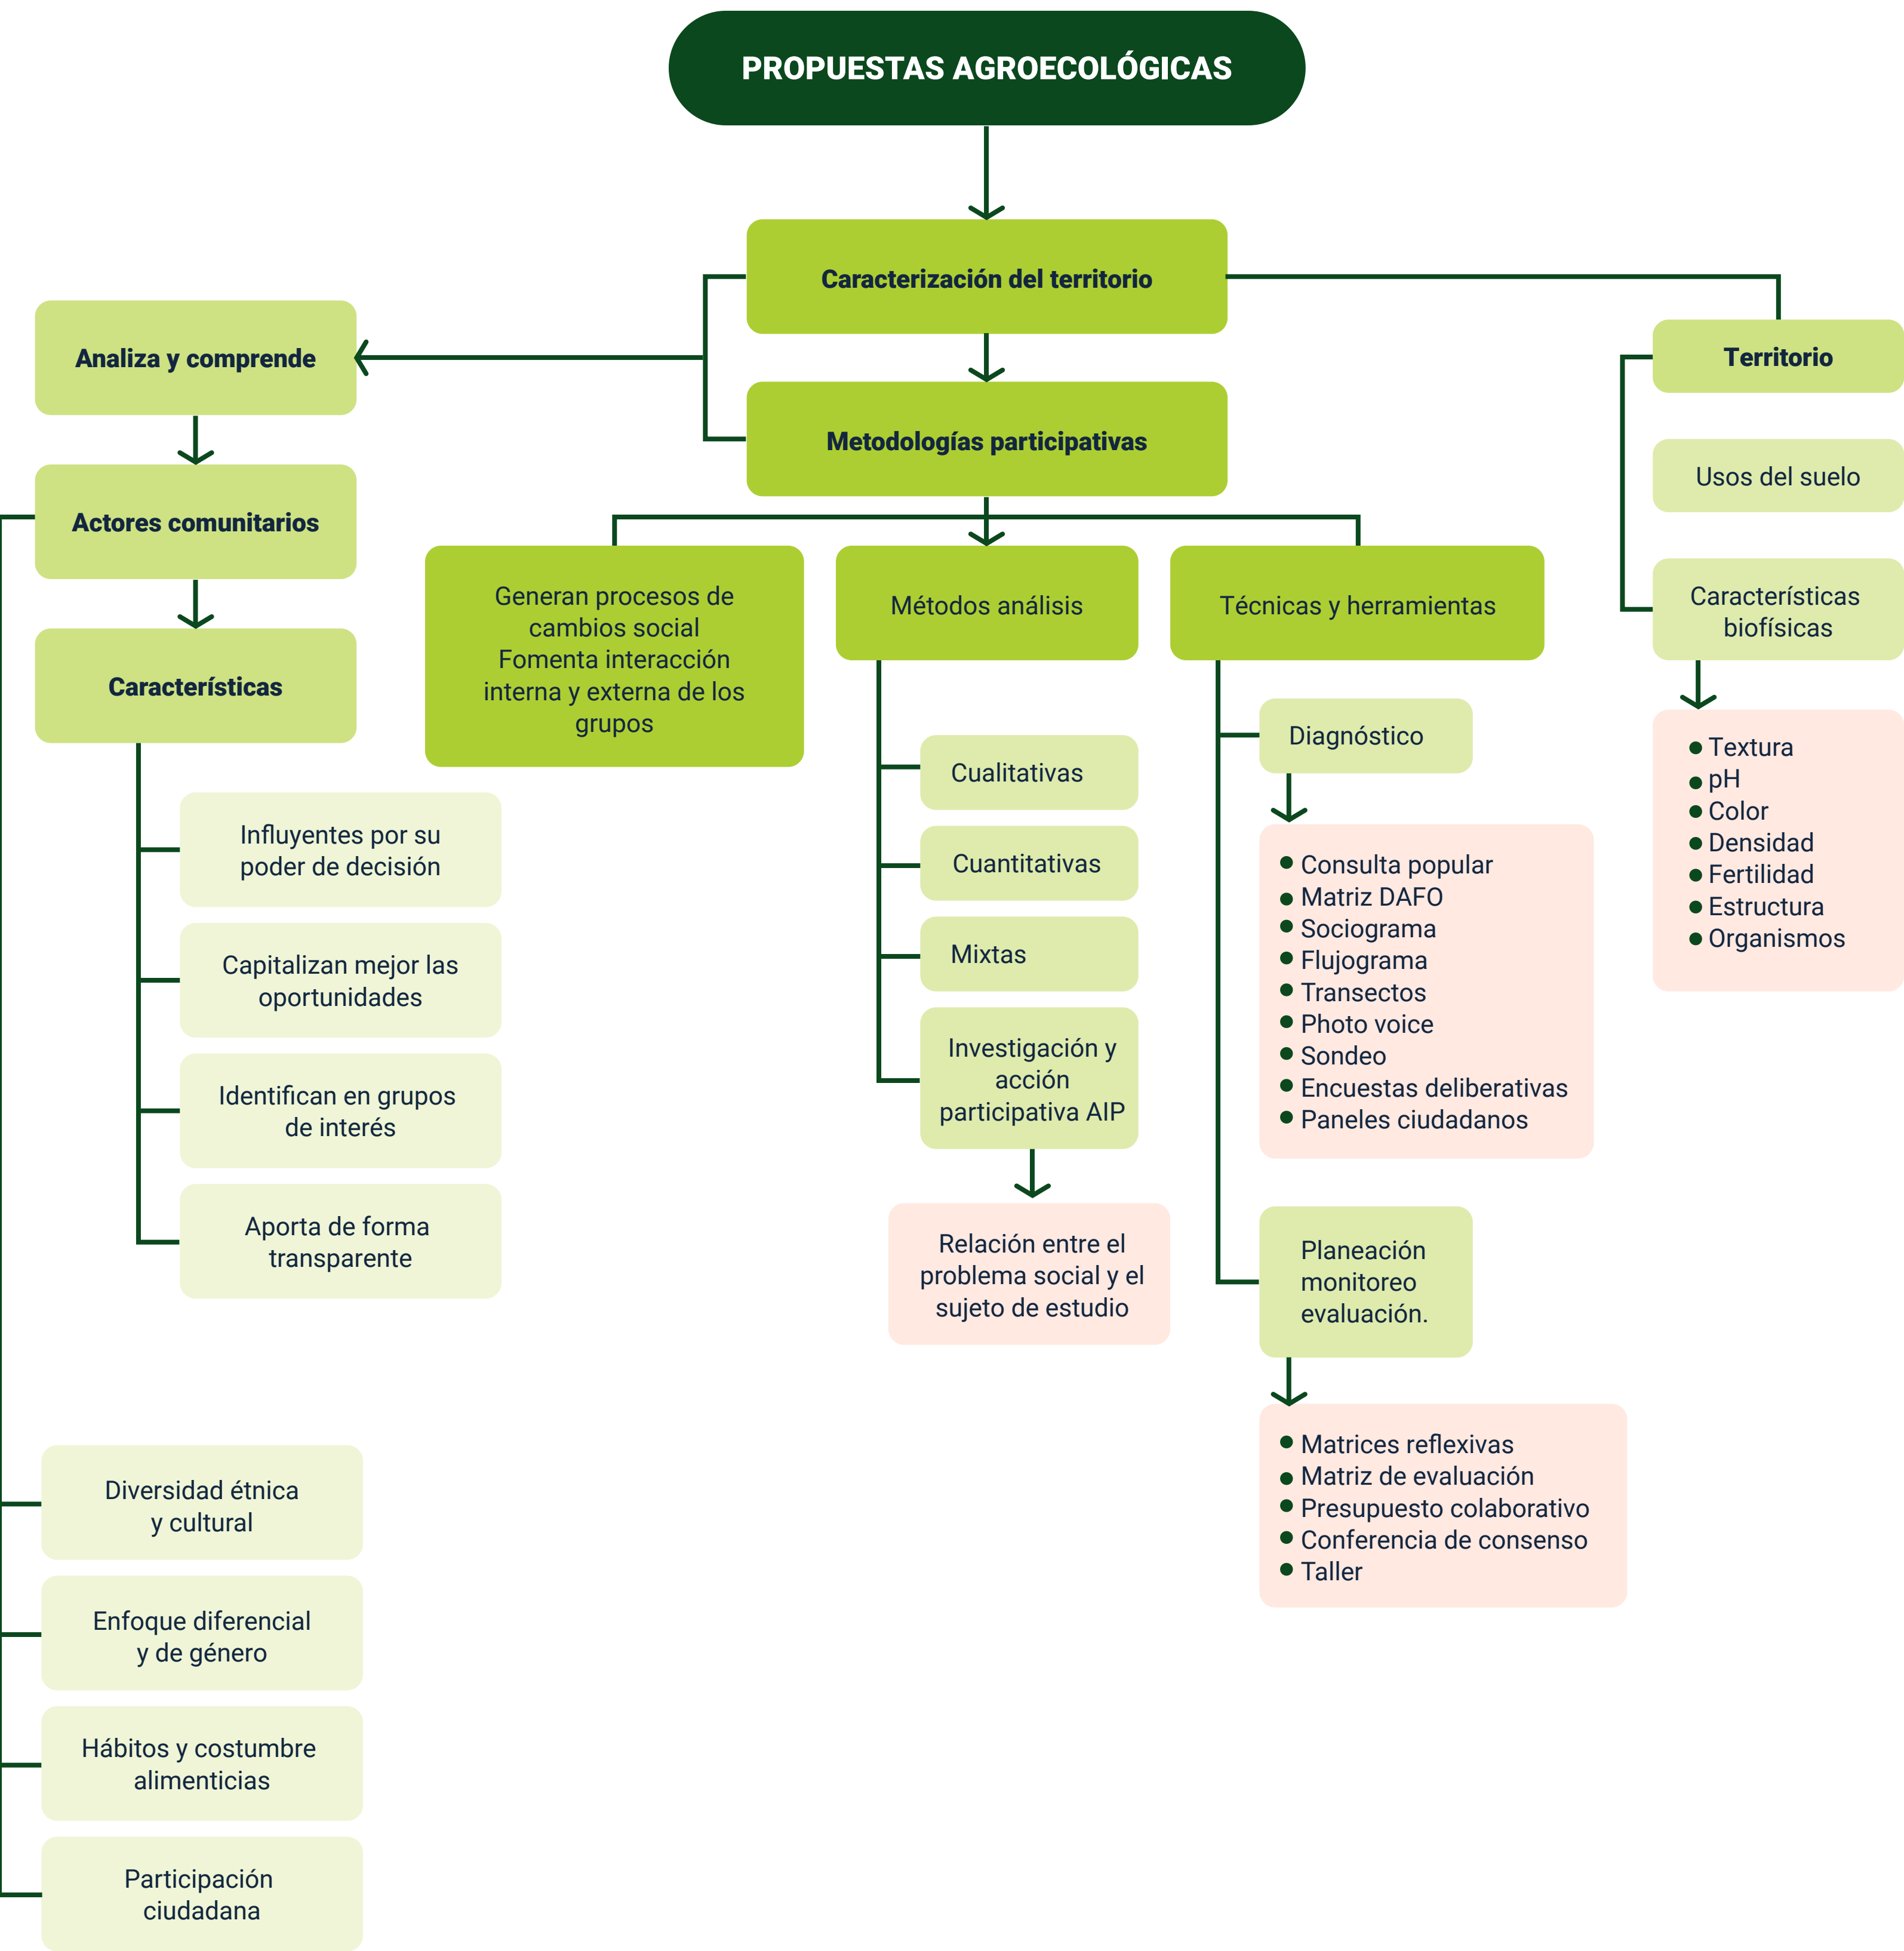 PROPUESTAS AGROECOLÓGICAS
Caracterización del territorio
Metodologías participativas
Analiza y comprende
Actores comunitarios
Características
Influyentes por su
poder de decisión
Capitalizan mejor las
oportunidades
Identifican en grupos
de interés
Aporta de forma
transparente
Diversidad étnica
y cultural
Enfoque diferencial
y de género
Hábitos y costumbre
alimenticias
Participación
ciudadana
Generan procesos de
cambios social
Fomenta interacción
interna y externa de los
grupos
Métodos análisis
Cualitativas
Cuantitativas
Mixtas
Investigación y
acción
participativa AIP
Relación entre el
problema social y el
sujeto de estudio
Técnicas y herramientas
Diagnóstico
Consulta popular
Matriz DAFO
Sociograma
Flujograma
Transectos
Photo voice
Sondeo
Encuestas deliberativas
Paneles ciudadanos
Planeación
monitoreo
evaluación.
Matrices reflexivas
Matriz de evaluación
Presupuesto colaborativo
Conferencia de consenso
Taller
Territorio
Usos del suelo
Características
biofísicas
Textura
pH
Color
Densidad
Fertilidad
Estructura
Organismos